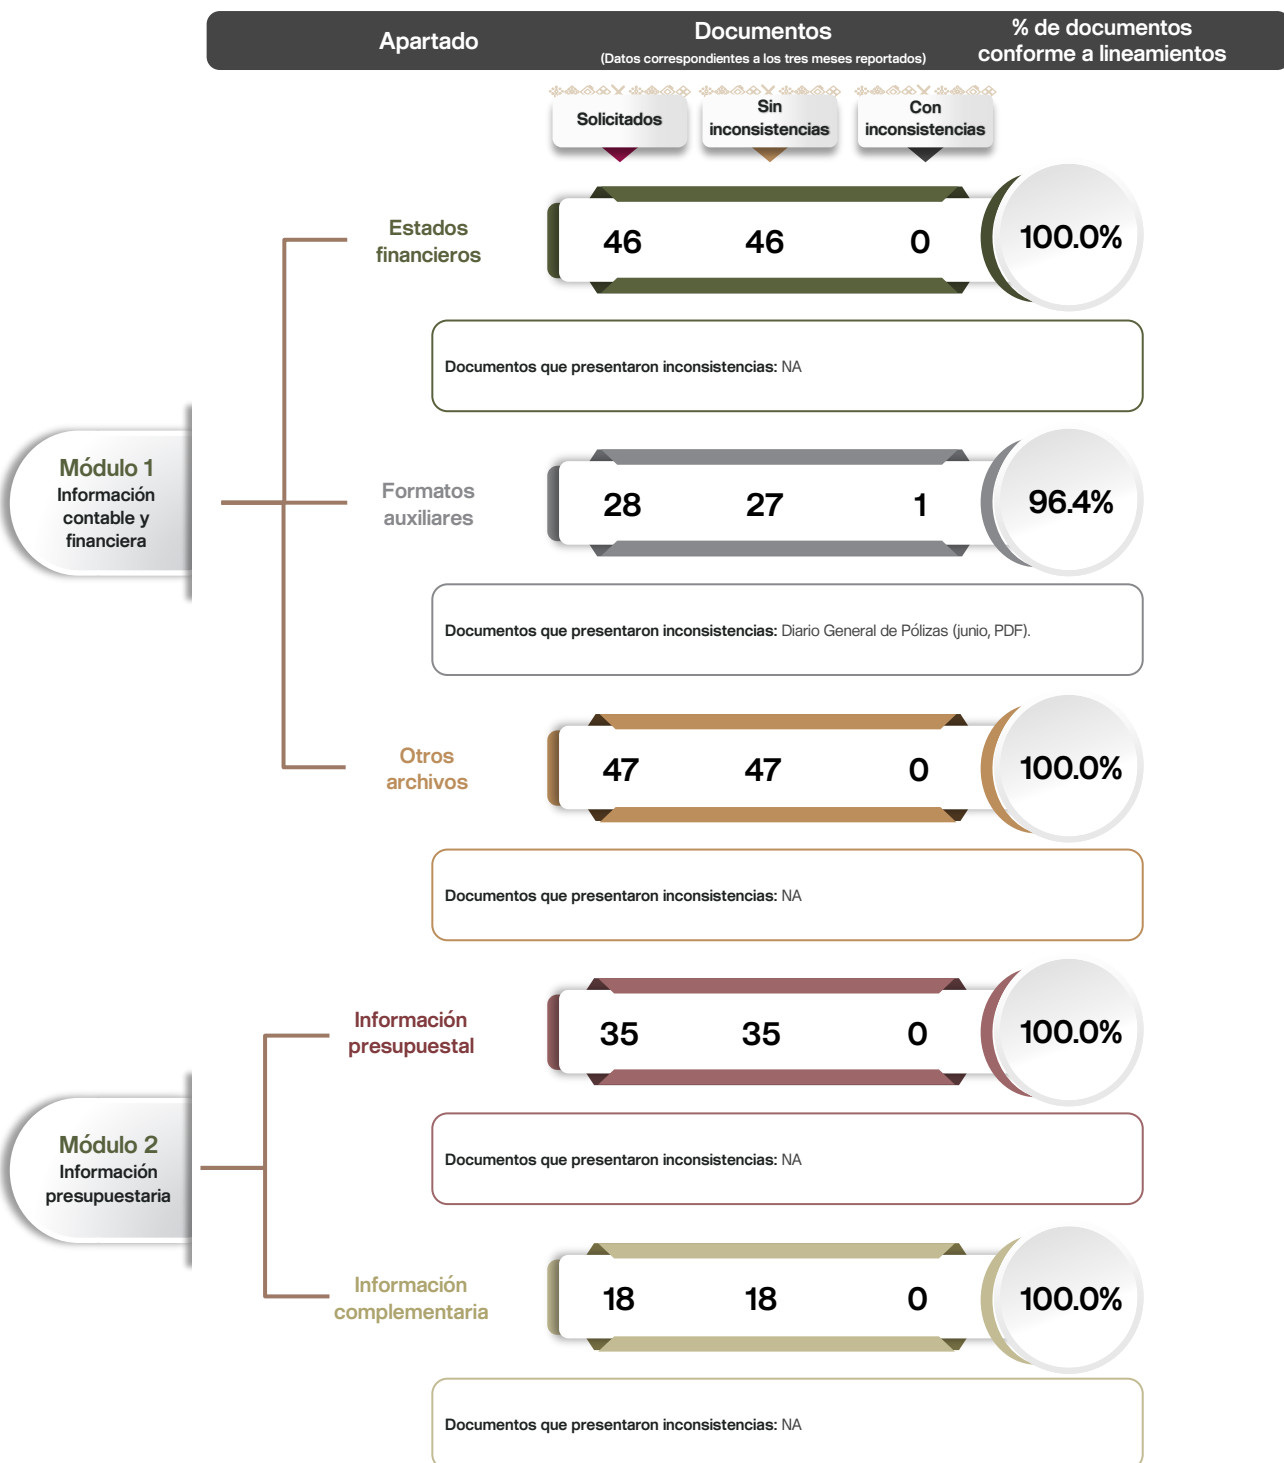 Apartado
Documentos
(Datos correspondientes a los tres meses reportados)
% de documentos
conforme a lineamientos
Solicitados
Sin
inconsistencias
Con
inconsistencias
Módulo 1
Información
contable y
financiera
Estados
financieros
46 46 0 100.0%
Documentos que presentaron inconsistencias: NA
Formatos
auxiliares
28 27 1 96.4%
Documentos que presentaron inconsistencias: Diario General de Pólizas (junio, PDF).
Otros
archivos
47 47 0 100.0%
Documentos que presentaron inconsistencias: NA
Módulo 2
Información
presupuestaria
Información
presupuestal
35 35 0 100.0%
Documentos que presentaron inconsistencias: NA
Información
complementaria
18 18 0 100.0%
Documentos que presentaron inconsistencias: NA